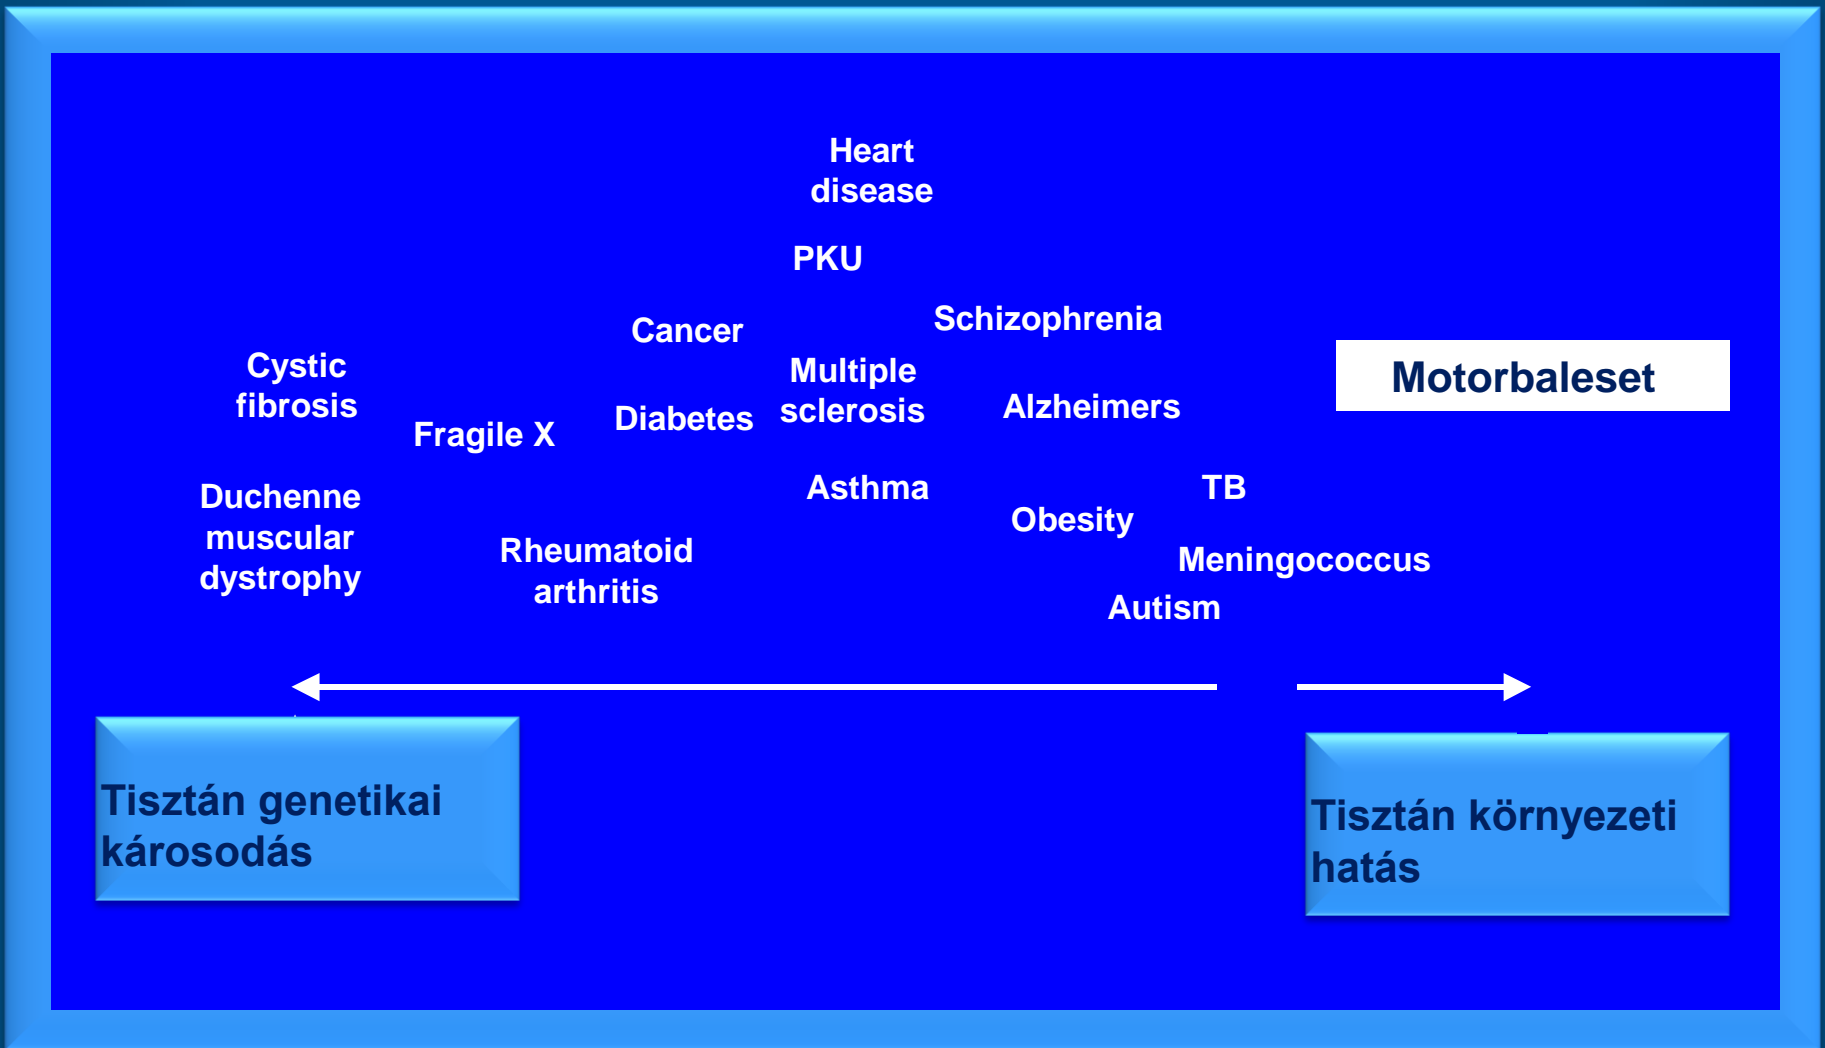 Heart
disease
PKU
Cancer
Schizophrenia
Cystic
fibrosis
Multiple
sclerosis
Motorbaleset
Fragile X
Diabetes
Alzheimers
Duchenne
muscular
dystrophy
Asthma
TB
Obesity
Rheumatoid
arthritis
Meningococcus
Autism
Tisztán genetikai
károsodás
Tisztán környezeti
hatás